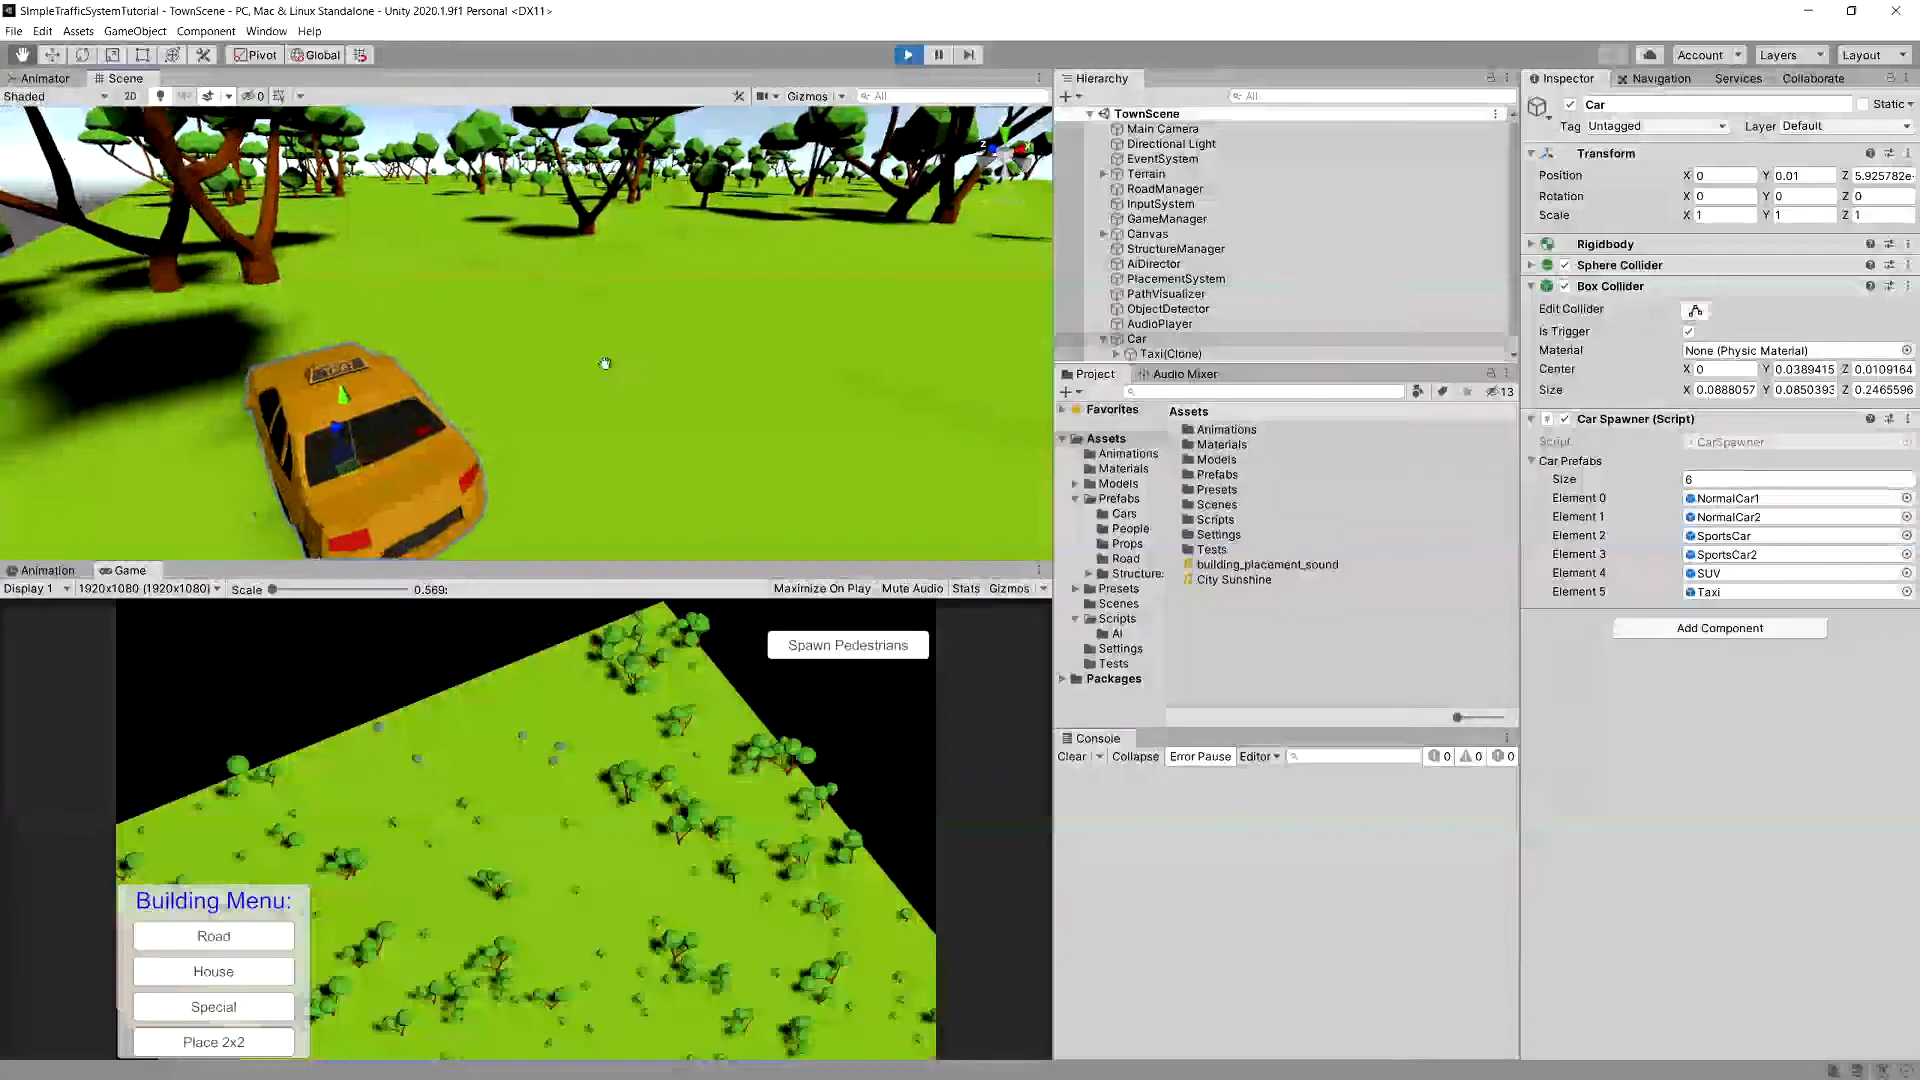 SImpleTrafficSystemTutorial - TownScene - PC, Mac & Linux Standalone - Unity 2020.1.9f1 Personal <DX11>
File Edit Assets GameObject Component Window Help
Pivot Global Account Layers Layout
Animator Scene
Shaded 2D 0 Gizmos All
TAXI
Animation Game
Display 1 1920x1080 (1920x1080) Scale 0.569: Maximize On Play Mute Audio Stats Gizmos
Spawn Pedestrians
Building Menu:
Road
House
Special
Place 2x2
Hierarchy
All
TownScene
Main Camera
Directional Light
EventSystem
Terrain
RoadManager
InputSystem
GameManager
Canvas
StructureManager
AiDirector
PlacementSystem
PathVisualizer
ObjectDetector
AudioPlayer
Car
Taxi(Clone)
Project Audio Mixer
13
Favorites
Assets
Animations
Materials
Models
Prefabs
Cars
People
Props
Road
Structure:
Presets
Scenes
Scripts
AI
Settings
Tests
Packages
Assets
Animations
Materials
Models
Prefabs
Presets
Scenes
Scripts
Settings
Tests
building_placement_sound
City Sunshine
Console
Clear Collapse Error Pause Editor 0 0 0
Inspector Navigation Services Collaborate
Car Static
Tag Untagged Layer Default
Transform
Position X 0 Y 0.01 Z 5.925782e-
Rotation X 0 Y 0 Z 0
Scale X 1 Y 1 Z 1
Rigidbody
Sphere Collider
Box Collider
Edit Collider
Is Trigger
Material None (Physic Material)
Center X 0 Y 0.0389415 Z 0.0109164
Size X 0.0888057 Y 0.0850393 Z 0.2465596
Car Spawner (Script)
Script CarSpawner
Car Prefabs
Size 6
Element 0 NormalCar1
Element 1 NormalCar2
Element 2 SportsCar
Element 3 SportsCar2
Element 4 SUV
Element 5 Taxi
Add Component